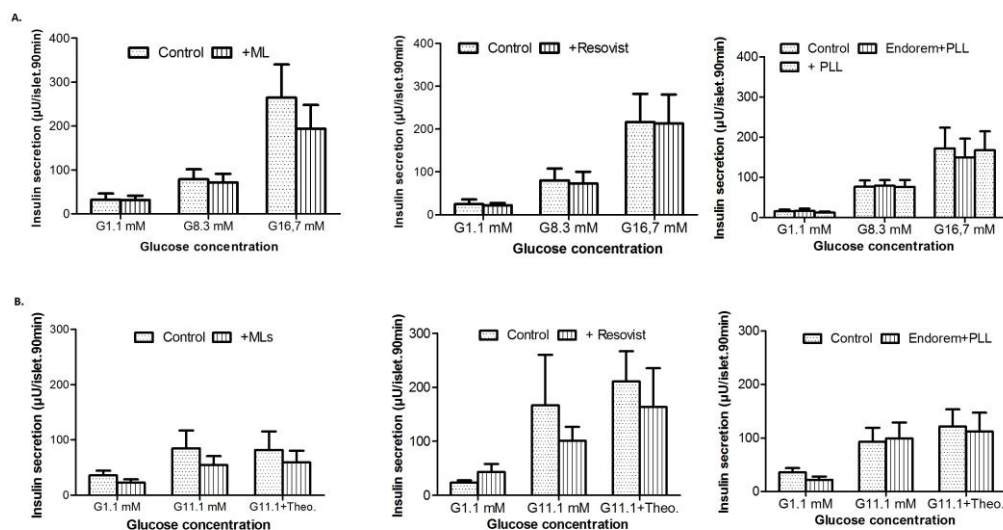 A.
Insulin secretion (µU/islet.90min)
400
300
200
100
0
Control +ML
G1.1 mM G8.3 mM G16,7 mM
Glucose concentration
Insulin secretion (µU/islet.90min)
400
300
200
100
0
Control +Resovist
G1.1 mM G8.3 mM G16,7 mM
Glucose concentration
Insulin secretion (µU/islet.90min)
400
300
200
100
0
Control Endorem+PLL
+ PLL
G1.1 mM G8.3 mM G16,7 mM
Glucose concentration
B.
Insulin secretion (µU/islet.90min)
300
200
100
0
Control +MLs
G1.1 mM G11.1 mM G11.1+Theo.
Glucose concentration
Insulin secretion (µU/islet.90min)
300
200
100
0
Control + Resovist
G1.1 mM G11.1 mM G11.1+Theo.
Glucose concentration
Insulin secretion (µU/islet.90min)
300
200
100
0
Control Endorem+PLL
G1.1 mM G11.1 mM G11.1+Theo.
Glucose concentration